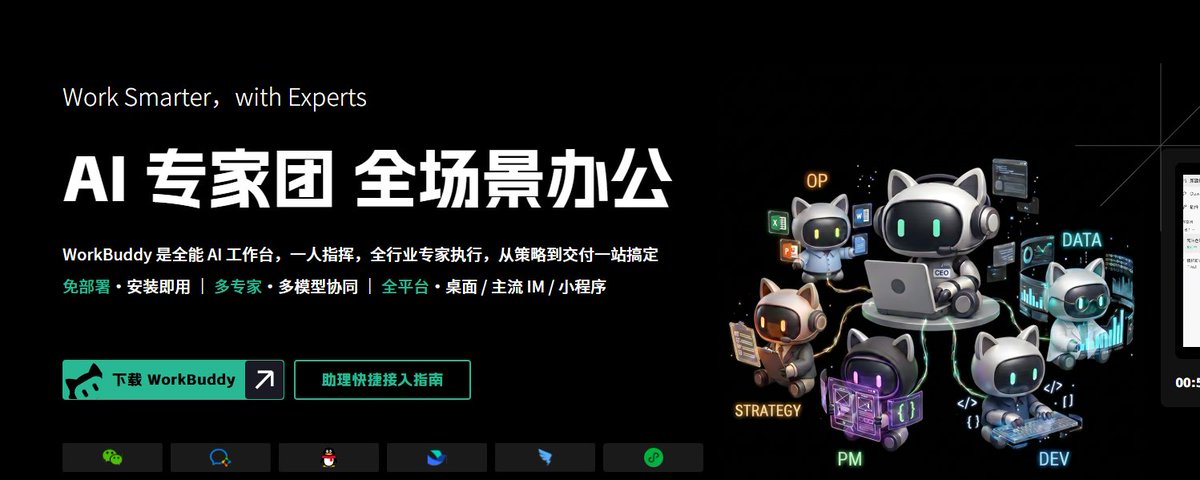 Work Smarter，with Experts
AI 专家团 全场景办公
WorkBuddy 是全能 AI 工作台，一人指挥，全行业专家执行，从策略到交付一站搞定
免部署·安装即用 ｜ 多专家·多模型协同 ｜ 全平台·桌面 / 主流 IM / 小程序
下载 WorkBuddy
助理快捷接入指南
OP
CEO
DATA
STRATEGY
PM
{ }
</>
</>
[ ]
{}
DEV
00:5